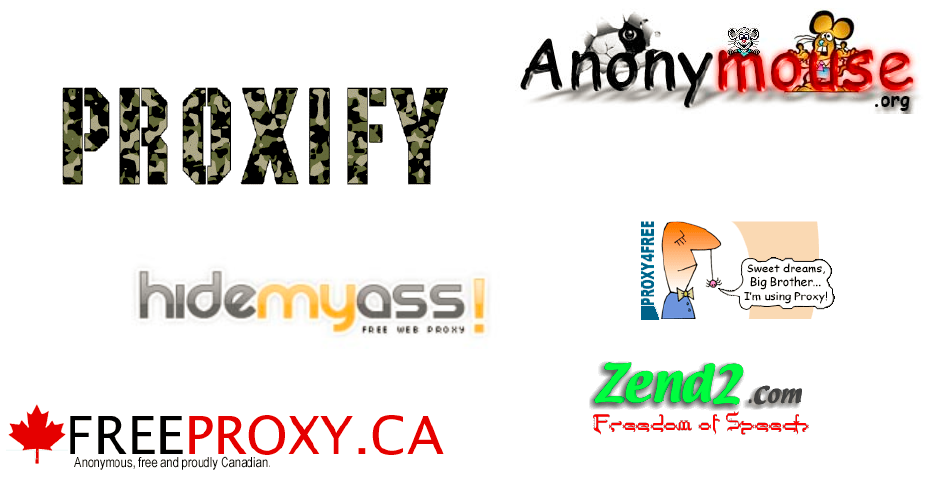 Anonymouse
.org
PROXIFY
PROXY4FREE
Sweet dreams,
Big Brother...
I'm using Proxy!
hidemyass!
FREE WEB PROXY
Zend2.com
Freedom of Speech
FREEPROXY.CA
Anonymous, free and proudly Canadian.